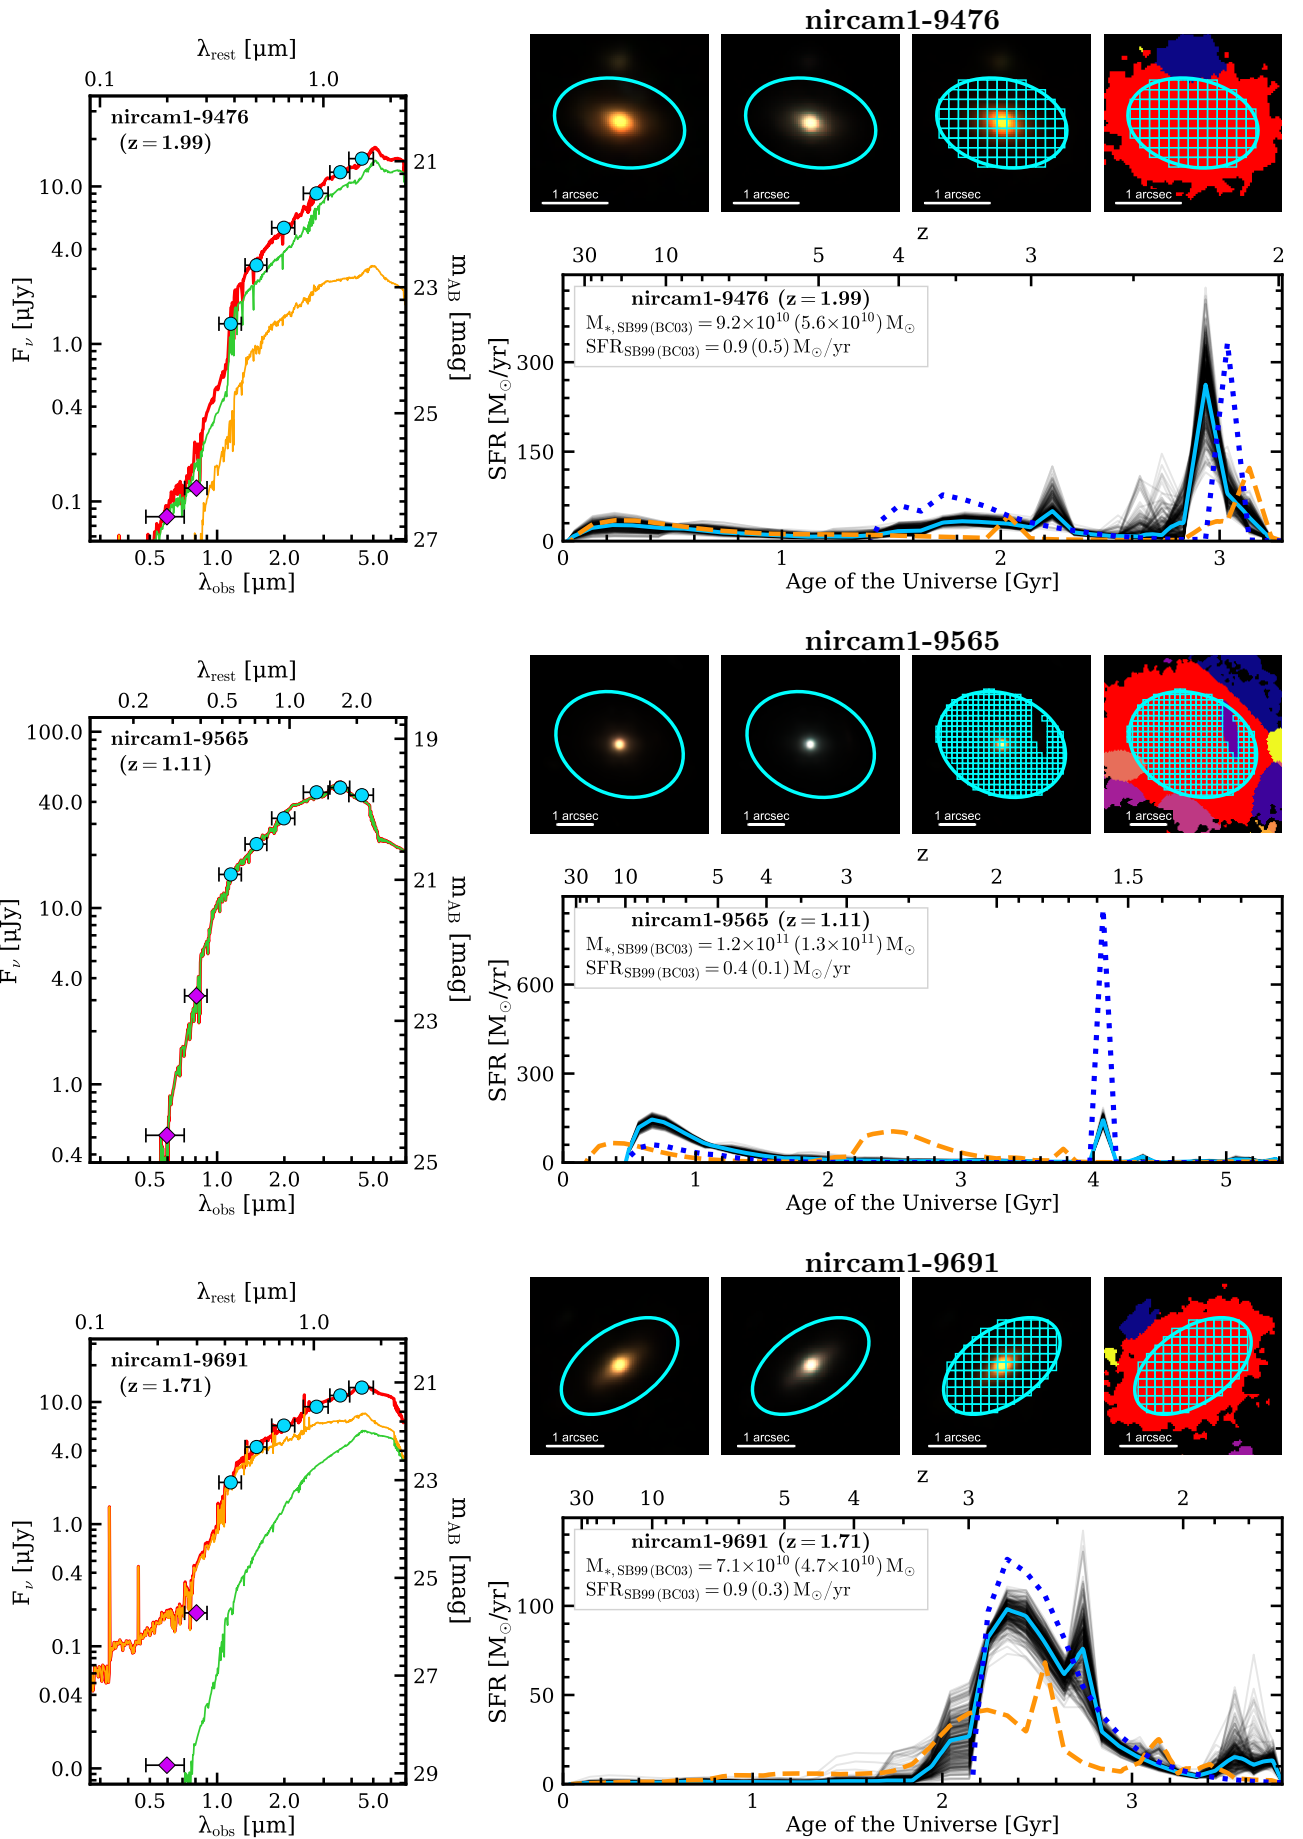 nircam1-9476
λrest [μm]
0.1 1.0
nircam1-9476
(z = 1.99)
10.0
4.0
1.0
0.4
0.1
Fν [μJy]
21
23
25
27
mAB [mag]
0.5 1.0 2.0 5.0
λobs [μm]
1 arcsec
1 arcsec
1 arcsec
1 arcsec
z
30 10 5 4 3 2
nircam1-9476 (z = 1.99)
M*,SB99(BC03) = 9.2×10^10 (5.6×10^10) M⊙
SFRSB99(BC03) = 0.9 (0.5) M⊙/yr
SFR [M⊙/yr]
300
150
0
0 1 2 3
Age of the Universe [Gyr]
nircam1-9565
λrest [μm]
0.2 0.5 1.0 2.0
nircam1-9565
(z = 1.11)
100.0
40.0
10.0
4.0
1.0
0.4
Fν [μJy]
19
21
23
25
mAB [mag]
0.5 1.0 2.0 5.0
λobs [μm]
1 arcsec
1 arcsec
1 arcsec
1 arcsec
z
30 10 5 4 3 2 1.5
nircam1-9565 (z = 1.11)
M*,SB99(BC03) = 1.2×10^11 (1.3×10^11) M⊙
SFRSB99(BC03) = 0.4 (0.1) M⊙/yr
SFR [M⊙/yr]
600
300
0
0 1 2 3 4 5
Age of the Universe [Gyr]
nircam1-9691
λrest [μm]
0.1 1.0
nircam1-9691
(z = 1.71)
10.0
4.0
1.0
0.4
0.1
0.04
0.0
Fν [μJy]
21
23
25
27
29
mAB [mag]
0.5 1.0 2.0 5.0
λobs [μm]
1 arcsec
1 arcsec
1 arcsec
1 arcsec
z
30 10 5 4 3 2
nircam1-9691 (z = 1.71)
M*,SB99(BC03) = 7.1×10^10 (4.7×10^10) M⊙
SFRSB99(BC03) = 0.9 (0.3) M⊙/yr
SFR [M⊙/yr]
100
50
0
0 1 2 3
Age of the Universe [Gyr]